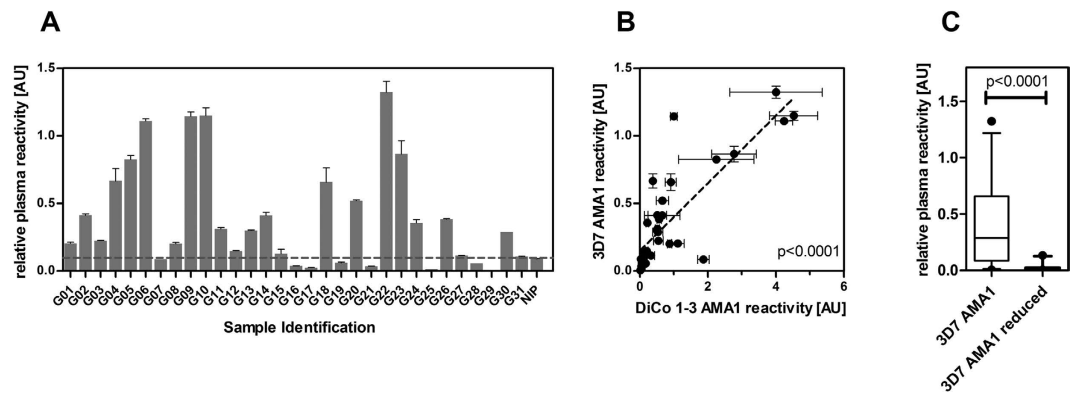 A
relative plasma reactivity [AU]
1.5
1.0
0.5
0.0
G01 G02 G03 G04 G05 G06 G07 G08 G09 G10 G11 G12 G13 G14 G15 G16 G17 G18 G19 G20 G21 G22 G23 G24 G25 G26 G27 G28 G29 G30 G31 NIP
Sample Identification
B
3D7 AMA1 reactivity [AU]
1.5
1.0
0.5
0.0
p<0.0001
0 2 4 6
DiCo 1-3 AMA1 reactivity [AU]
C
relative plasma reactivity [AU]
p<0.0001
1.5
1.0
0.5
0.0
3D7 AMA1
3D7 AMA1 reduced